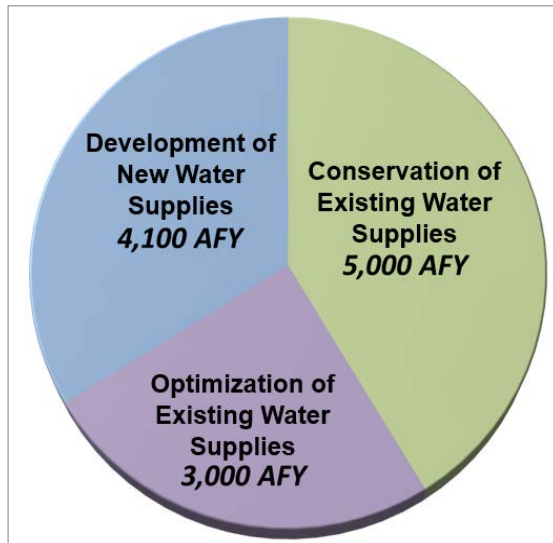 Development of
New Water
Supplies
4,100 AFY
Conservation of
Existing Water
Supplies
5,000 AFY
Optimization of
Existing Water
Supplies
3,000 AFY